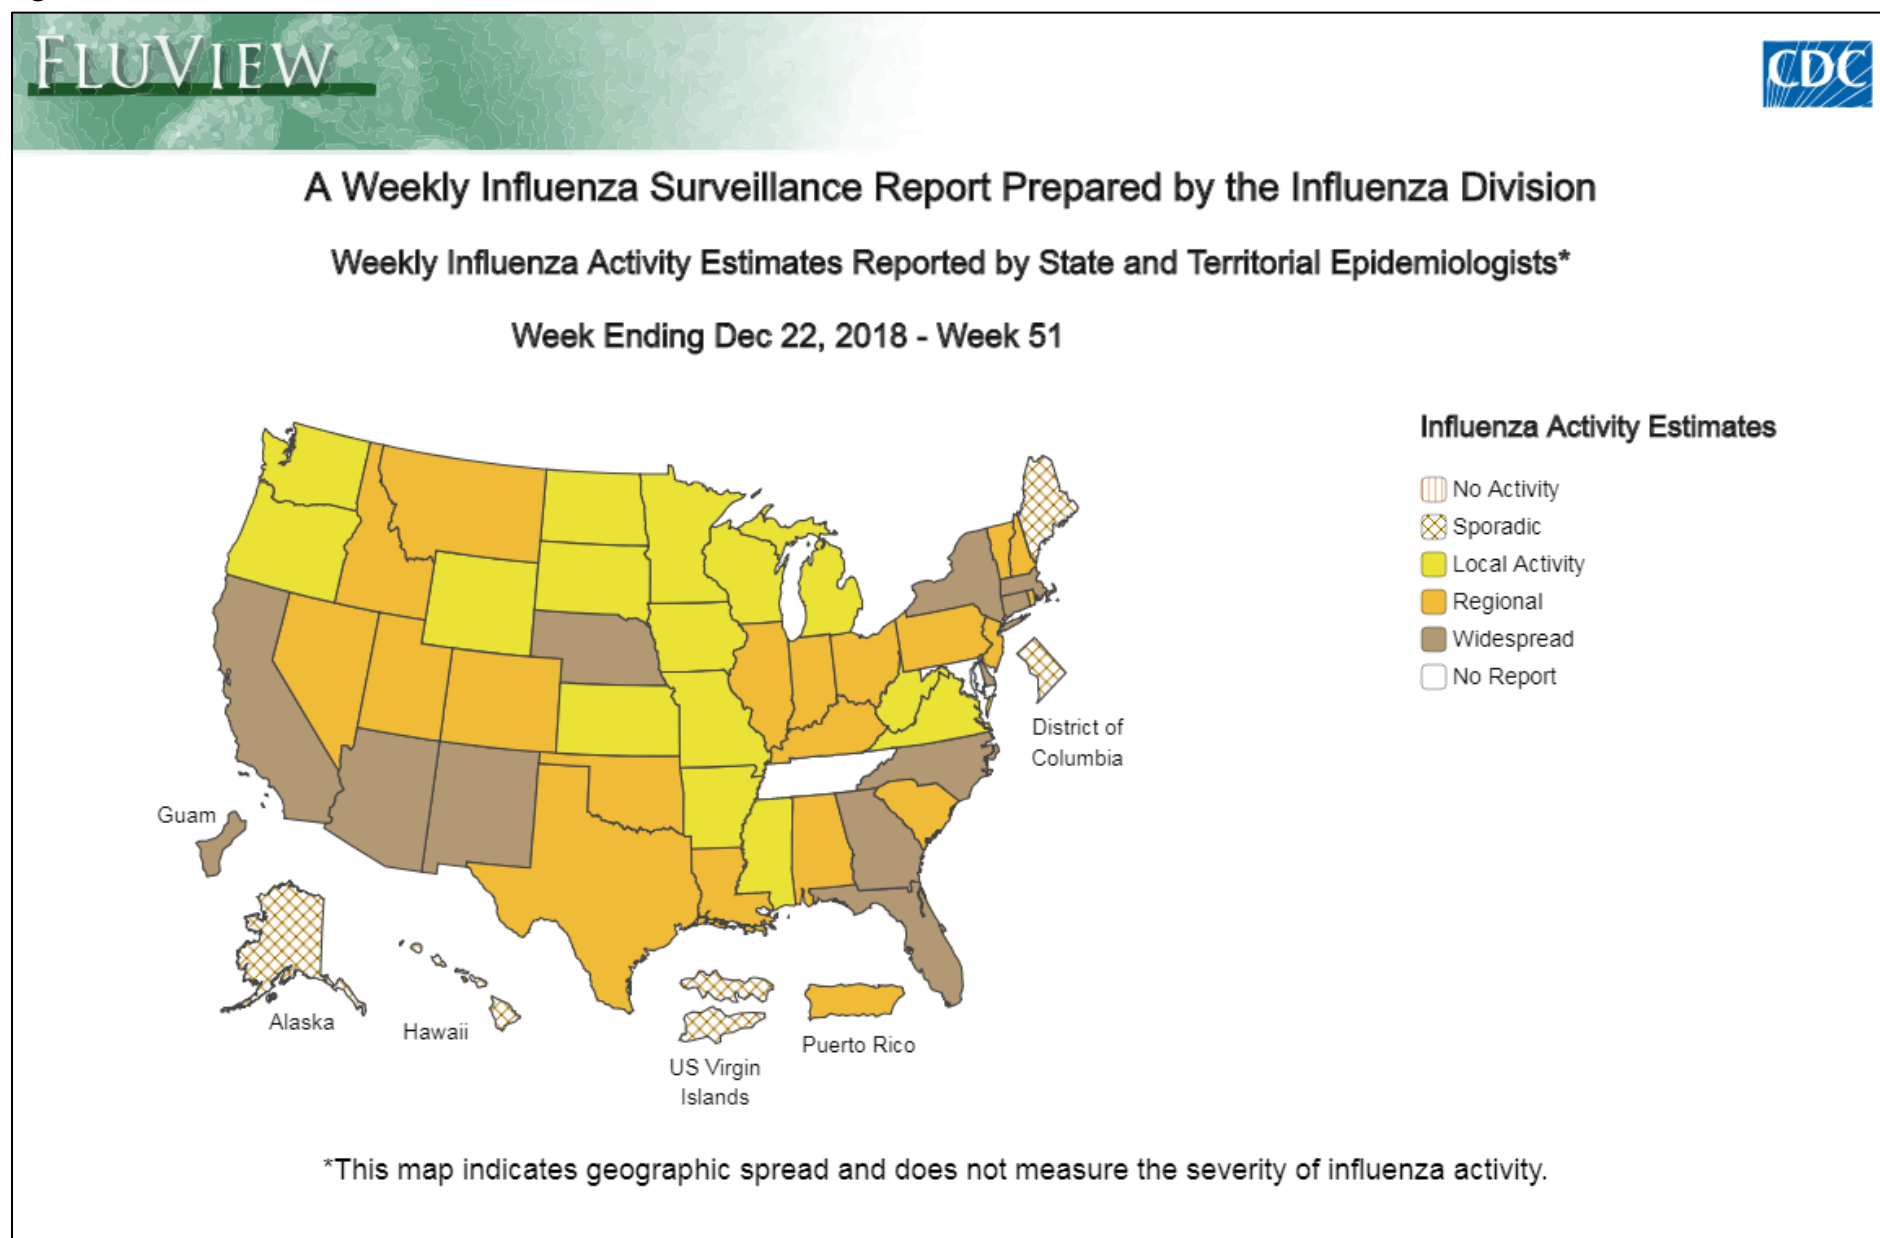 FLUVIEW
CDC
A Weekly Influenza Surveillance Report Prepared by the Influenza Division
Weekly Influenza Activity Estimates Reported by State and Territorial Epidemiologists*
Week Ending Dec 22, 2018 - Week 51
Influenza Activity Estimates
No Activity
Sporadic
Local Activity
Regional
Widespread
No Report
District of
Columbia
Guam
Alaska
Hawaii
US Virgin
Islands
Puerto Rico
*This map indicates geographic spread and does not measure the severity of influenza activity.